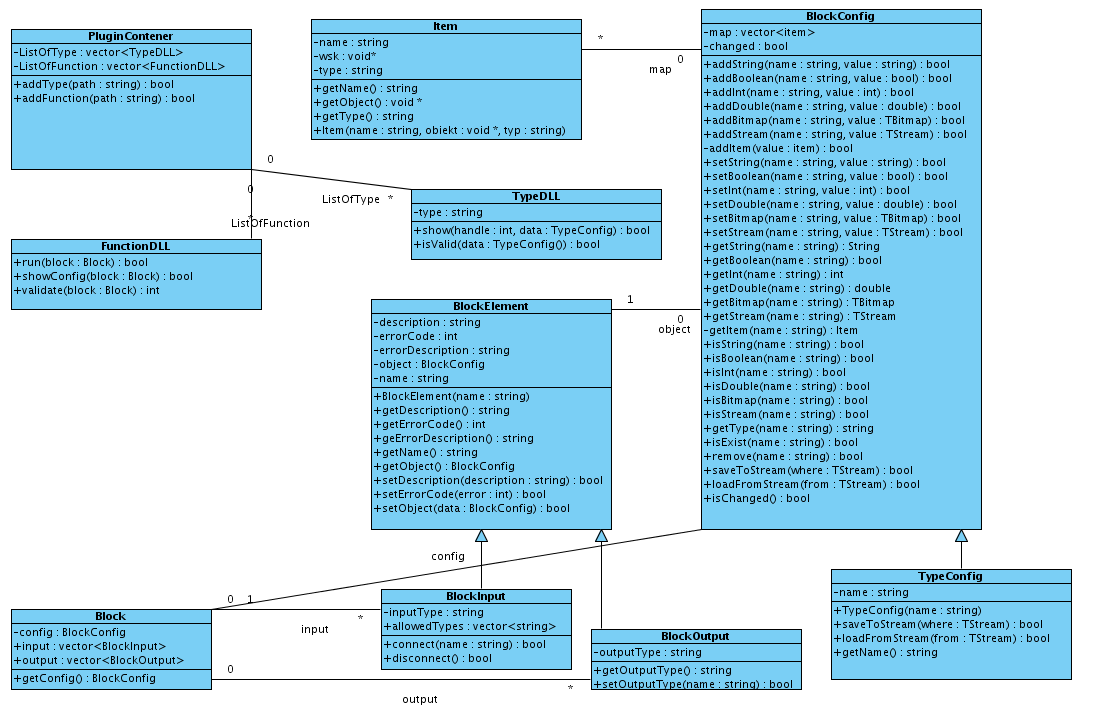 PluginContener
-ListOfType : vector<TypeDLL>
-ListOfFunction : vector<FunctionDLL>
+addType(path : string) : bool
+addFunction(path : string) : bool
Item
-name : string
-wsk : void*
-type : string
+getName() : string
+getObject() : void *
+getType() : string
+Item(name : string, obiekt : void *, typ : string)
*
0
map
BlockConfig
-map : vector<item>
-changed : bool
+addString(name : string, value : string) : bool
+addBoolean(name : string, value : bool) : bool
+addInt(name : string, value : int) : bool
+addDouble(name : string, value : double) : bool
+addBitmap(name : string, value : TBitmap) : bool
+addStream(name : string, value : TStream) : bool
-addItem(value : item) : bool
+setString(name : string, value : string) : bool
+setBoolean(name : string, value : bool) : bool
+setInt(name : string, value : int) : bool
+setDouble(name : string, value : double) : bool
+setBitmap(name : string, value : TBitmap) : bool
+setStream(name : string, value : TStream) : bool
+getString(name : string) : String
+getBoolean(name : string) : bool
+getInt(name : string) : int
+getDouble(name : string) : double
+getBitmap(name : string) : TBitmap
+getStream(name : string) : TStream
-getItem(name : string) : Item
+isString(name : string) : bool
+isBoolean(name : string) : bool
+isInt(name : string) : bool
+isDouble(name : string) : bool
+isBitmap(name : string) : bool
+isStream(name : string) : bool
+getType(name : string) : string
+isExist(name : string) : bool
+remove(name : string) : bool
+saveToStream(where : TStream) : bool
+loadFromStream(from : TStream) : bool
+isChanged() : bool
0
0
ListOfType *
*
ListOfFunction
TypeDLL
-type : string
+show(handle : int, data : TypeConfig) : bool
+isValid(data : TypeConfig()) : bool
FunctionDLL
+run(block : Block) : bool
+showConfig(block : Block) : bool
+validate(block : Block) : int
BlockElement
-description : string
-errorCode : int
-errorDescription : string
-object : BlockConfig
-name : string
+BlockElement(name : string)
+getDescription() : string
+getErrorCode() : int
+geErrorDescription() : string
+getName() : string
+getObject() : BlockConfig
+setDescription(description : string) : bool
+setErrorCode(error : int) : bool
+setObject(data : BlockConfig) : bool
1
0
object
config
0 1
*
input
Block
-config : BlockConfig
+input : vector<BlockInput>
+output : vector<BlockOutput>
+getConfig() : BlockConfig
0
*
output
BlockInput
-inputType : string
+allowedTypes : vector<string>
+connect(name : string) : bool
+disconnect() : bool
BlockOutput
-outputType : string
+getOutputType() : string
+setOutputType(name : string) : bool
TypeConfig
-name : string
+TypeConfig(name : string)
+saveToStream(where : TStream) : bool
+loadFromStream(from : TStream) : bool
+getName() : string